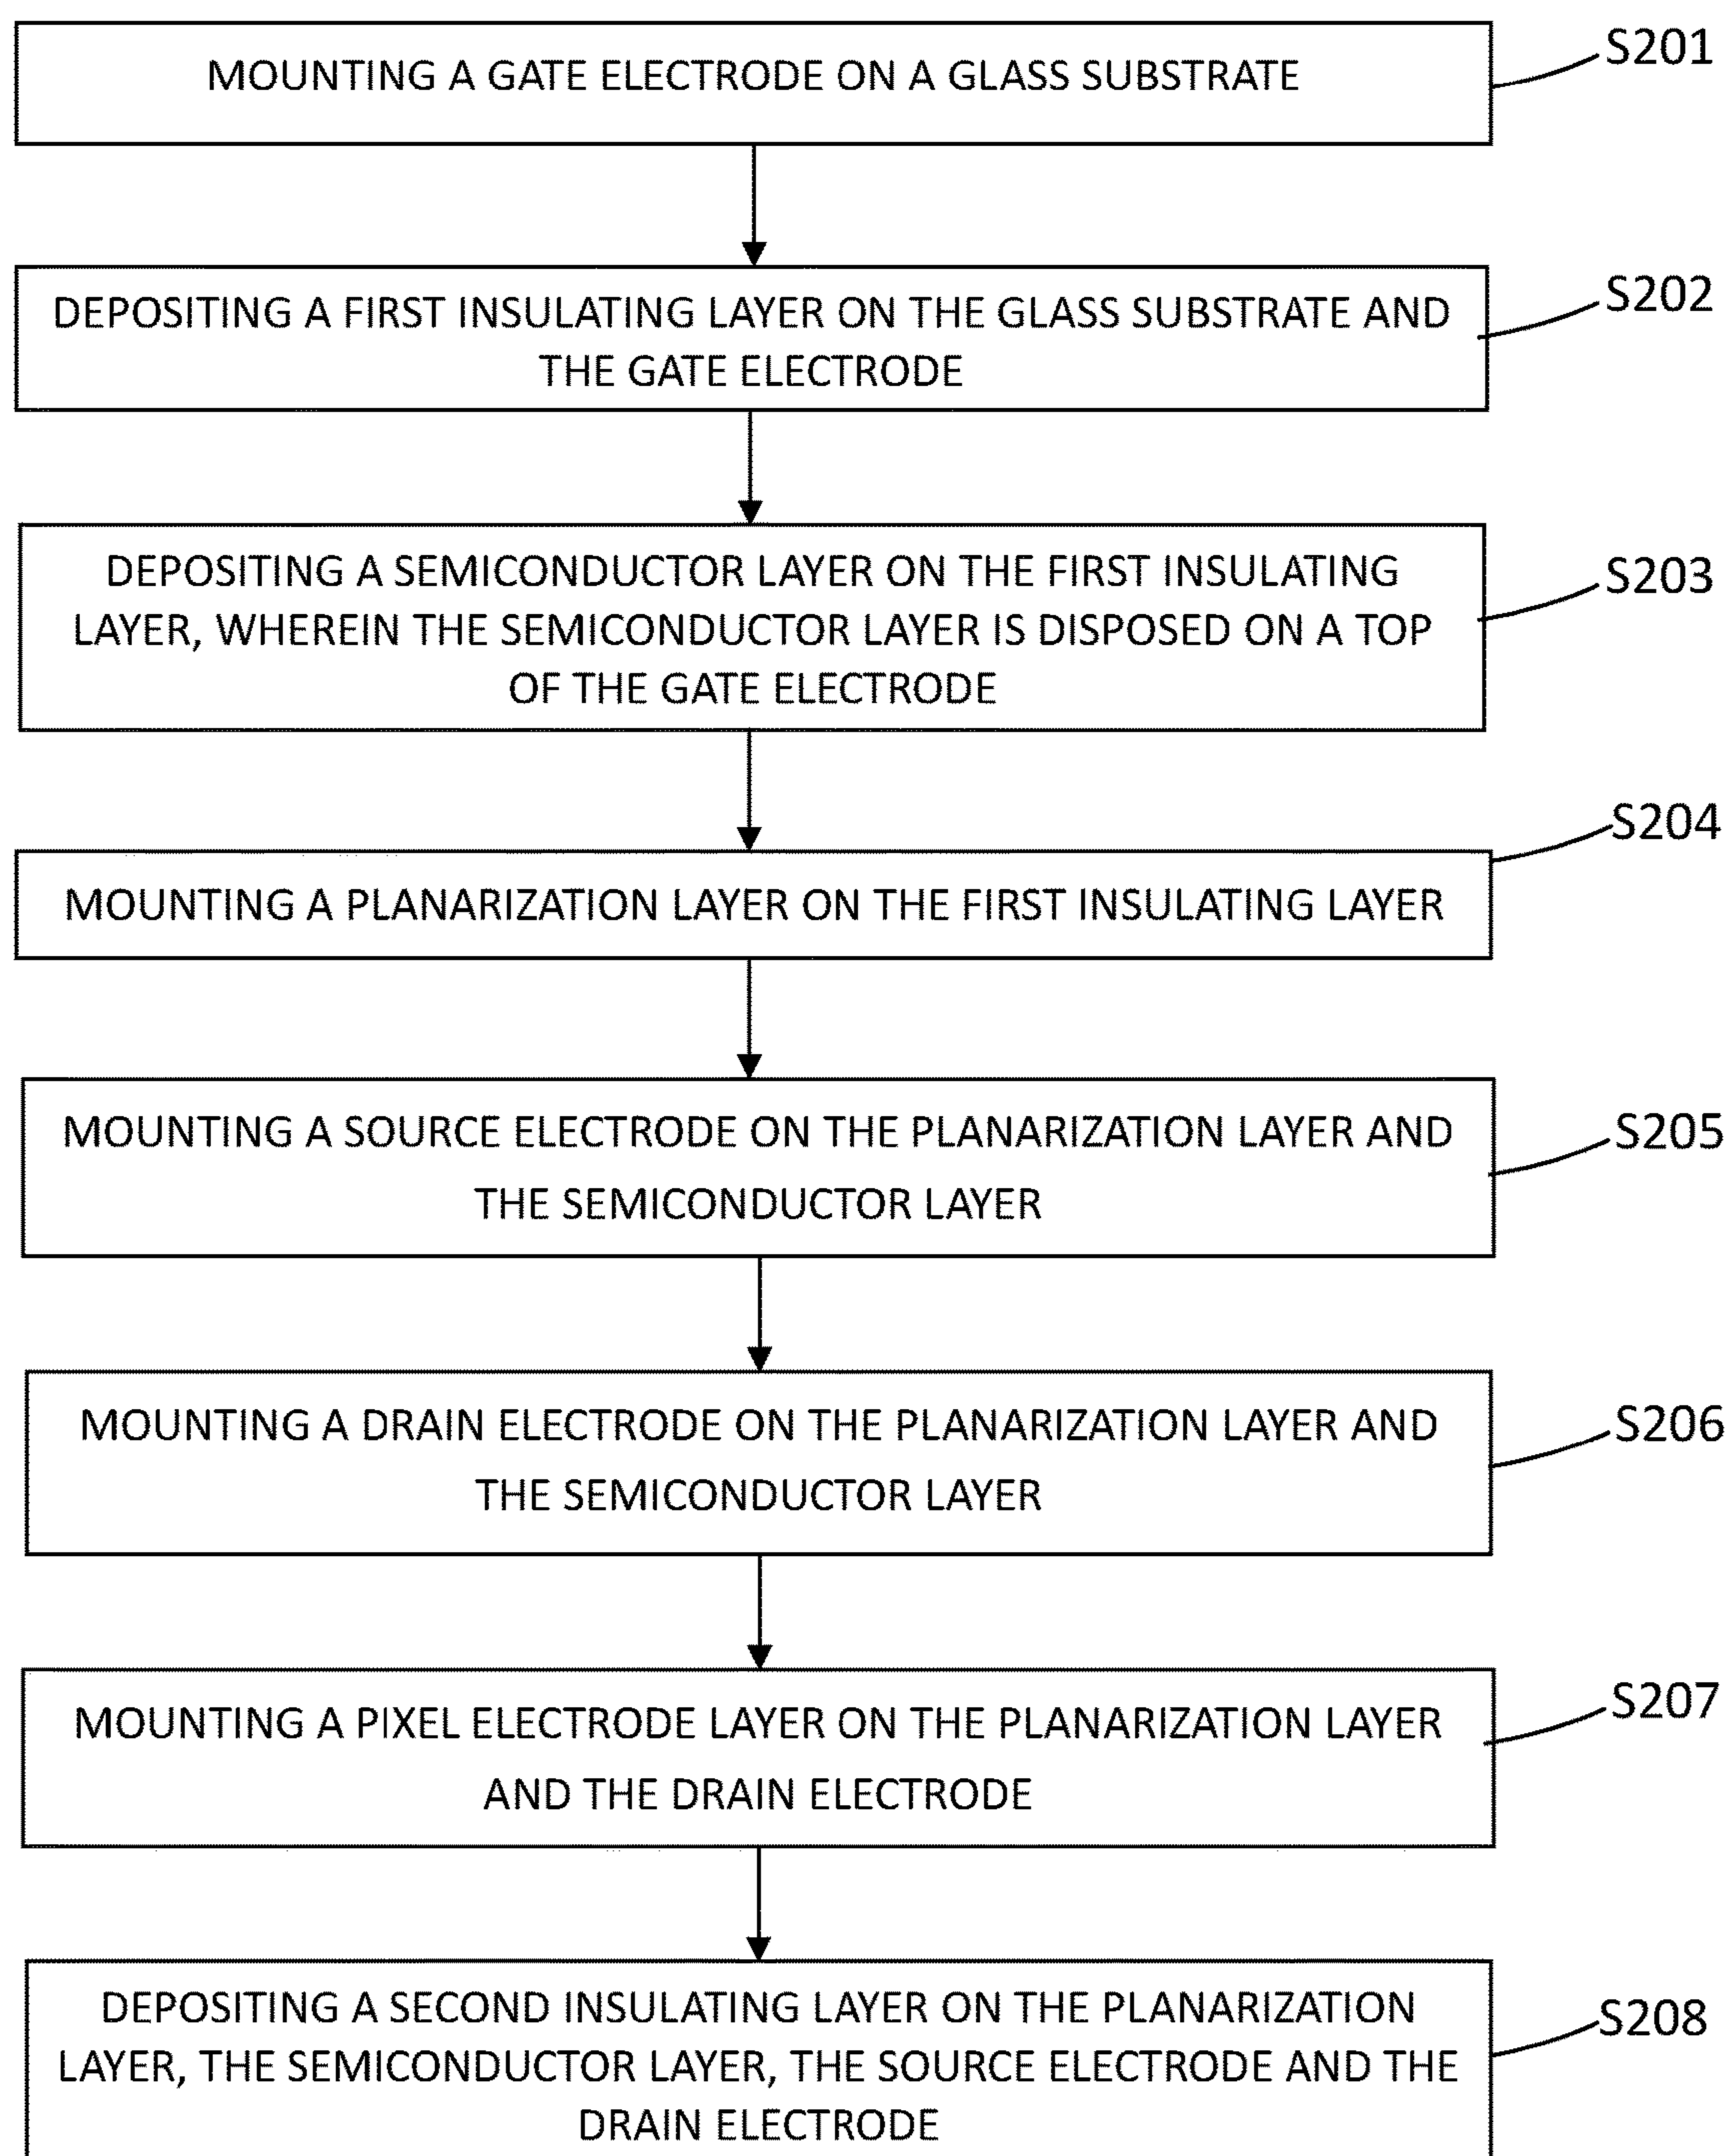 MOUNTING A GATE ELECTRODE ON A GLASS SUBSTRATE
S201
DEPOSITING A FIRST INSULATING LAYER ON THE GLASS SUBSTRATE AND
THE GATE ELECTRODE
S202
DEPOSITING A SEMICONDUCTOR LAYER ON THE FIRST INSULATING
LAYER, WHEREIN THE SEMICONDUCTOR LAYER IS DISPOSED ON A TOP
OF THE GATE ELECTRODE
S203
MOUNTING A PLANARIZATION LAYER ON THE FIRST INSULATING LAYER
S204
MOUNTING A SOURCE ELECTRODE ON THE PLANARIZATION LAYER AND
THE SEMICONDUCTOR LAYER
S205
MOUNTING A DRAIN ELECTRODE ON THE PLANARIZATION LAYER AND
THE SEMICONDUCTOR LAYER
S206
MOUNTING A PIXEL ELECTRODE LAYER ON THE PLANARIZATION LAYER
AND THE DRAIN ELECTRODE
S207
DEPOSITING A SECOND INSULATING LAYER ON THE PLANARIZATION
LAYER, THE SEMICONDUCTOR LAYER, THE SOURCE ELECTRODE AND THE
DRAIN ELECTRODE
S208